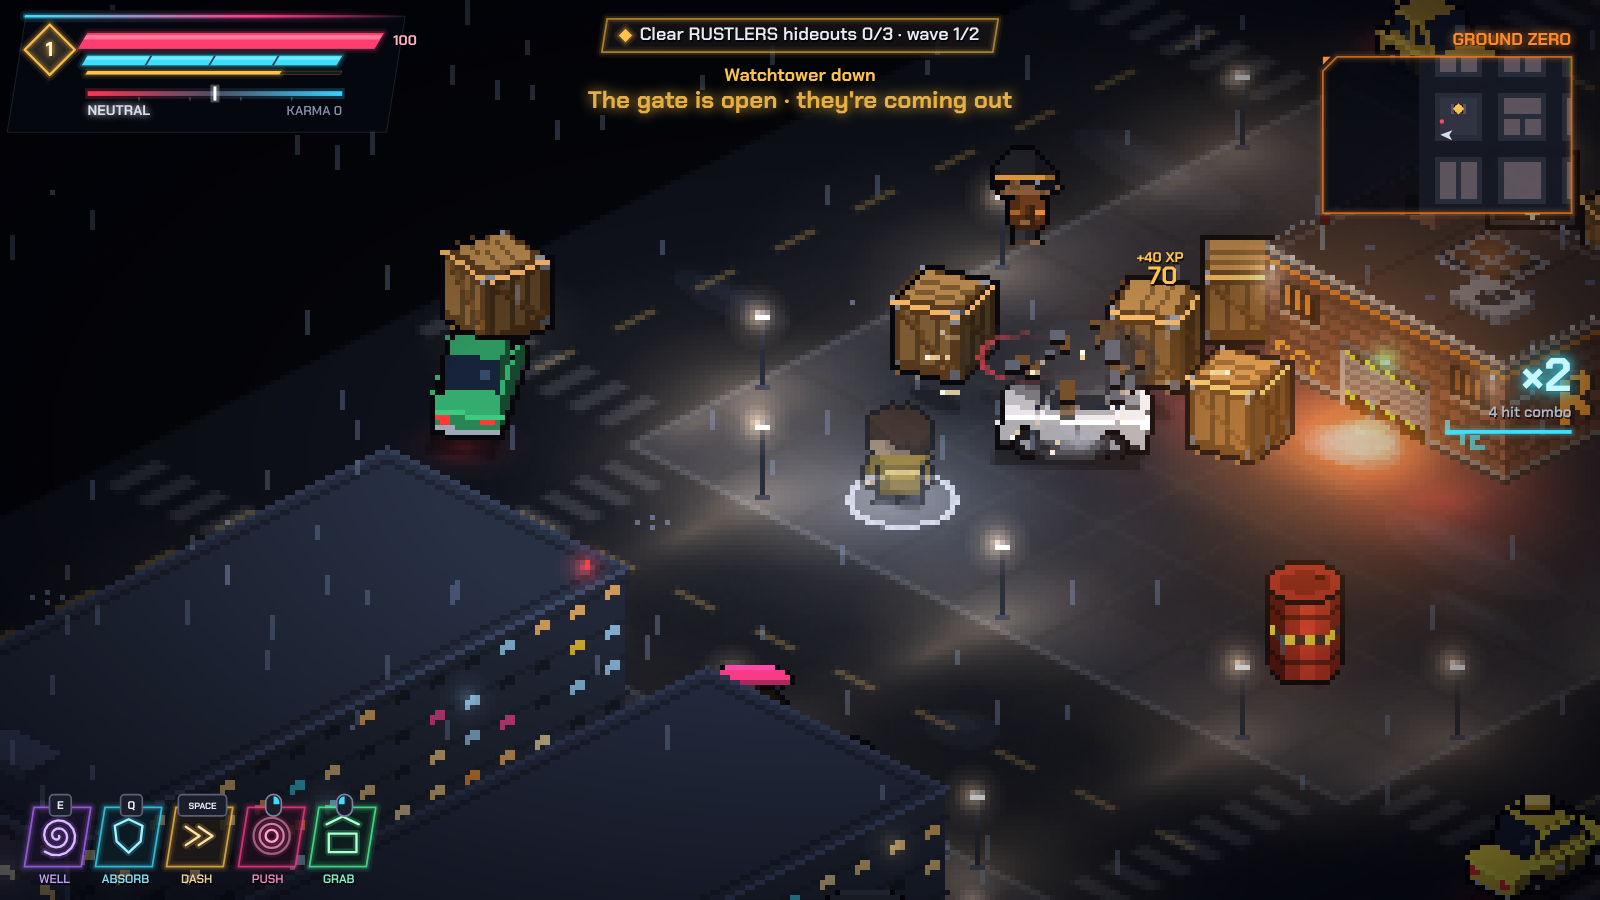 1
100
NEUTRAL
KARMA 0
Clear RUSTLERS hideouts 0/3 · wave 1/2
Watchtower down
The gate is open · they're coming out
GROUND ZERO
+40 XP
70
×2
4 hit combo
E
Q
SPACE
WELL
ABSORB
DASH
PUSH
GRAB